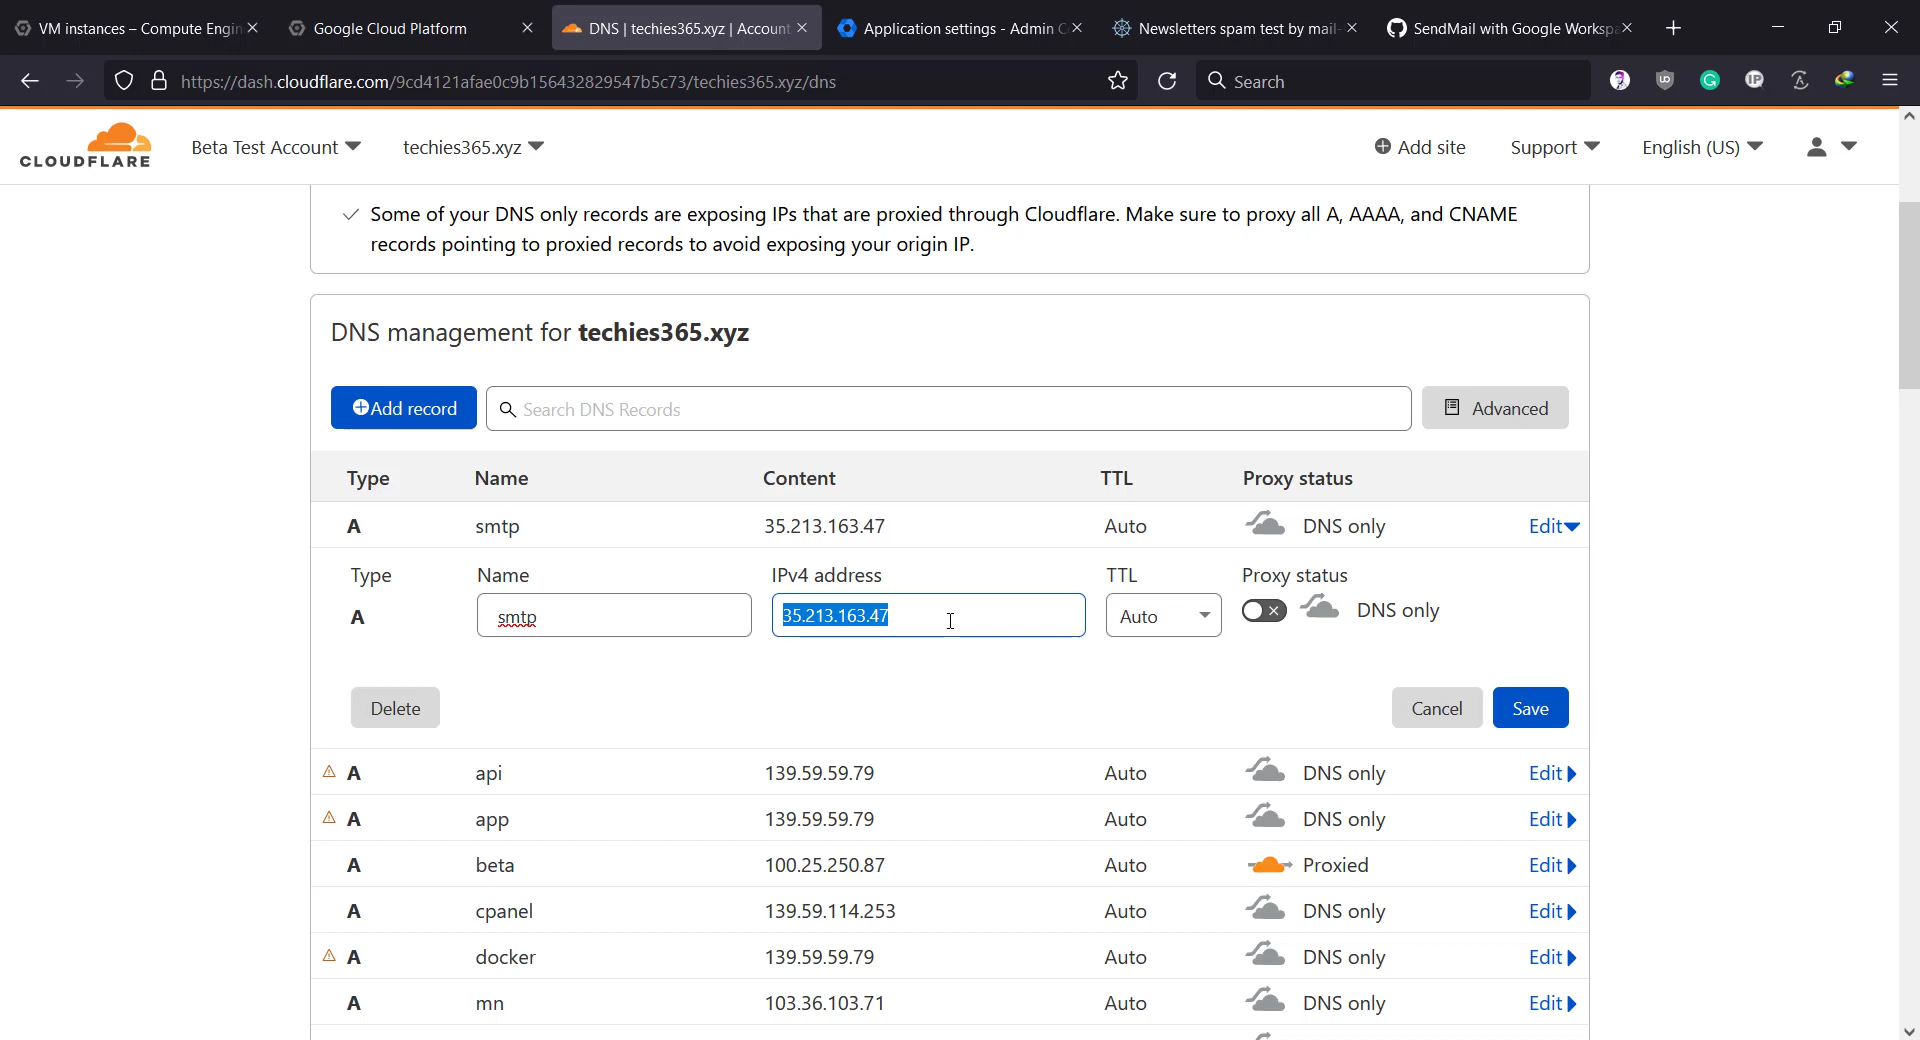 VM instances – Compute Engin
Google Cloud Platform
DNS | techies365.xyz | Account
Application settings - Admin C
Newsletters spam test by mail-
SendMail with Google Workspa
https://dash.cloudflare.com/9cd4121afae0c9b156432829547b5c73/techies365.xyz/dns
Search
CLOUDFLARE
Beta Test Account
techies365.xyz
Add site
Support
English (US)
Some of your DNS only records are exposing IPs that are proxied through Cloudflare. Make sure to proxy all A, AAAA, and CNAME
records pointing to proxied records to avoid exposing your origin IP.
DNS management for techies365.xyz
Add record
Search DNS Records
Advanced
Type Name Content TTL Proxy status
A smtp 35.213.163.47 Auto DNS only Edit
Type Name IPv4 address TTL Proxy status
A smtp 35.213.163.47 Auto DNS only
Delete Cancel Save
A api 139.59.59.79 Auto DNS only Edit
A app 139.59.59.79 Auto DNS only Edit
A beta 100.25.250.87 Auto Proxied Edit
A cpanel 139.59.114.253 Auto DNS only Edit
A docker 139.59.59.79 Auto DNS only Edit
A mn 103.36.103.71 Auto DNS only Edit